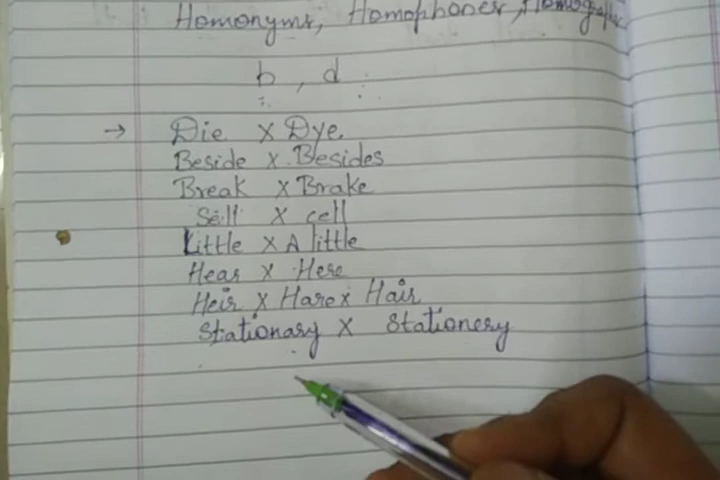 Homonyms, Homophones, Homographs
b, d
→ Die X Dye
Beside X Besides
Break X Brake
Sell X cell
Little X A little
Hear X Here
Heir X Hare X Hair
Stationary X Stationery